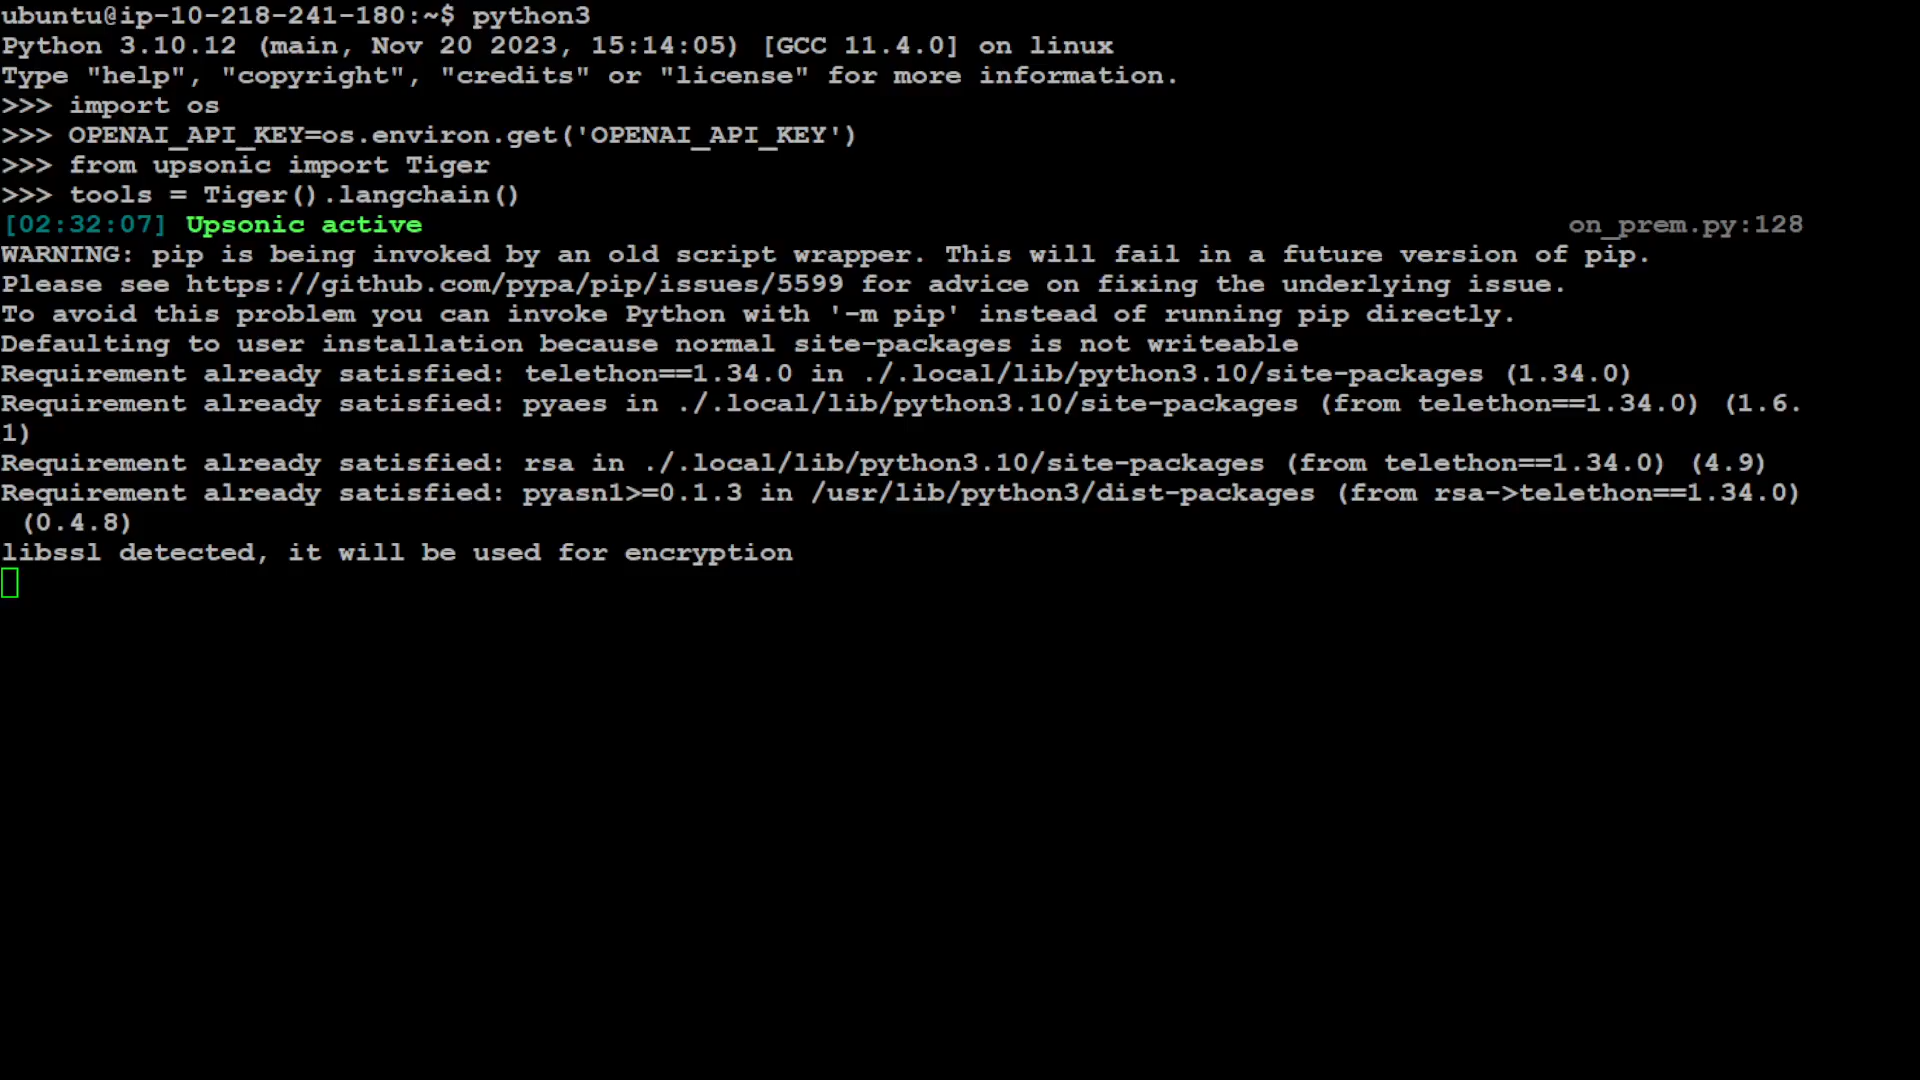 ubuntu@ip-10-218-241-180:~$ python3
Python 3.10.12 (main, Nov 20 2023, 15:14:05) [GCC 11.4.0] on linux
Type "help", "copyright", "credits" or "license" for more information.
>>> import os
>>> OPENAI_API_KEY=os.environ.get('OPENAI_API_KEY')
>>> from upsonic import Tiger
>>> tools = Tiger().langchain()
[02:32:07] Upsonic active on_prem.py:128
WARNING: pip is being invoked by an old script wrapper. This will fail in a future version of pip.
Please see https://github.com/pypa/pip/issues/5599 for advice on fixing the underlying issue.
To avoid this problem you can invoke Python with '-m pip' instead of running pip directly.
Defaulting to user installation because normal site-packages is not writeable
Requirement already satisfied: telethon==1.34.0 in ./.local/lib/python3.10/site-packages (1.34.0)
Requirement already satisfied: pyaes in ./.local/lib/python3.10/site-packages (from telethon==1.34.0) (1.6.
1)
Requirement already satisfied: rsa in ./.local/lib/python3.10/site-packages (from telethon==1.34.0) (4.9)
Requirement already satisfied: pyasn1>=0.1.3 in /usr/lib/python3/dist-packages (from rsa->telethon==1.34.0)
 (0.4.8)
libssl detected, it will be used for encryption